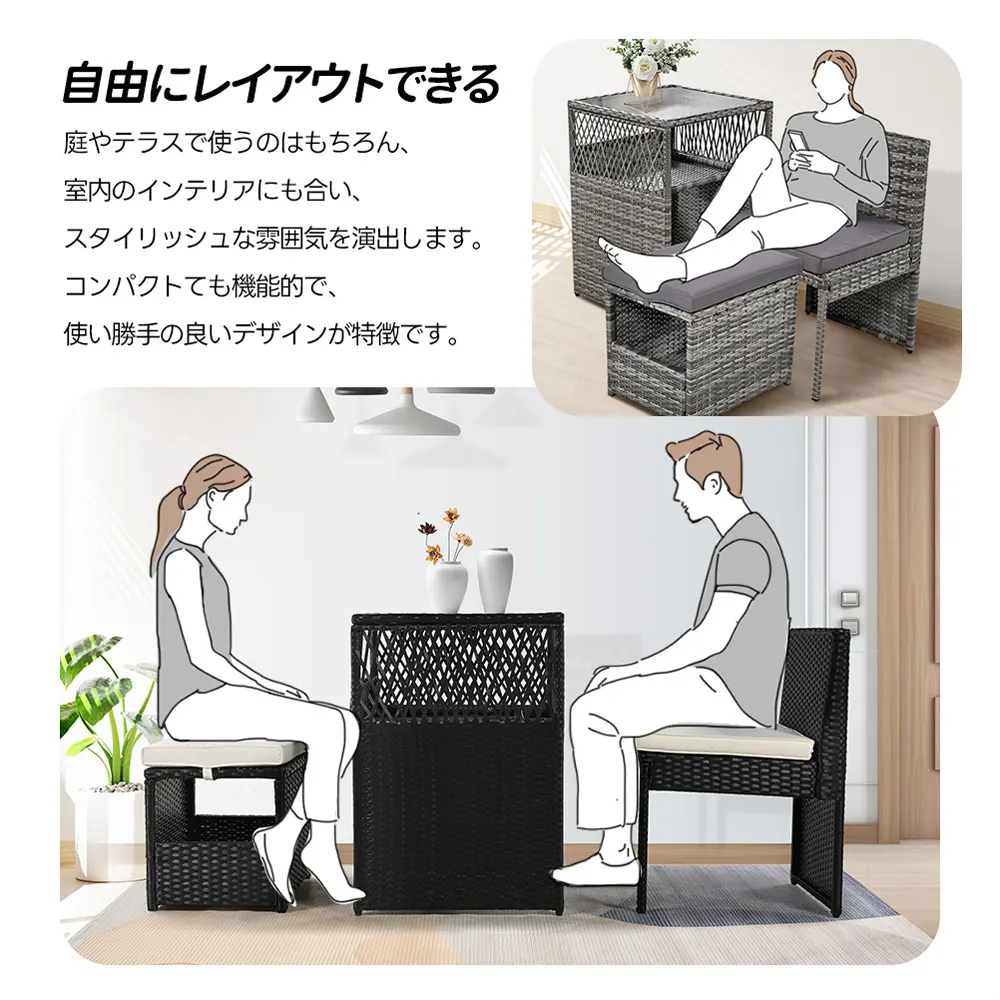 自由にレイアウトできる
庭やテラスで使うのはもちろん、
室内のインテリアにも合い、
スタイリッシュな雰囲気を演出します。
コンパクトても機能的で、
使い勝手の良いデザインが特徴です。